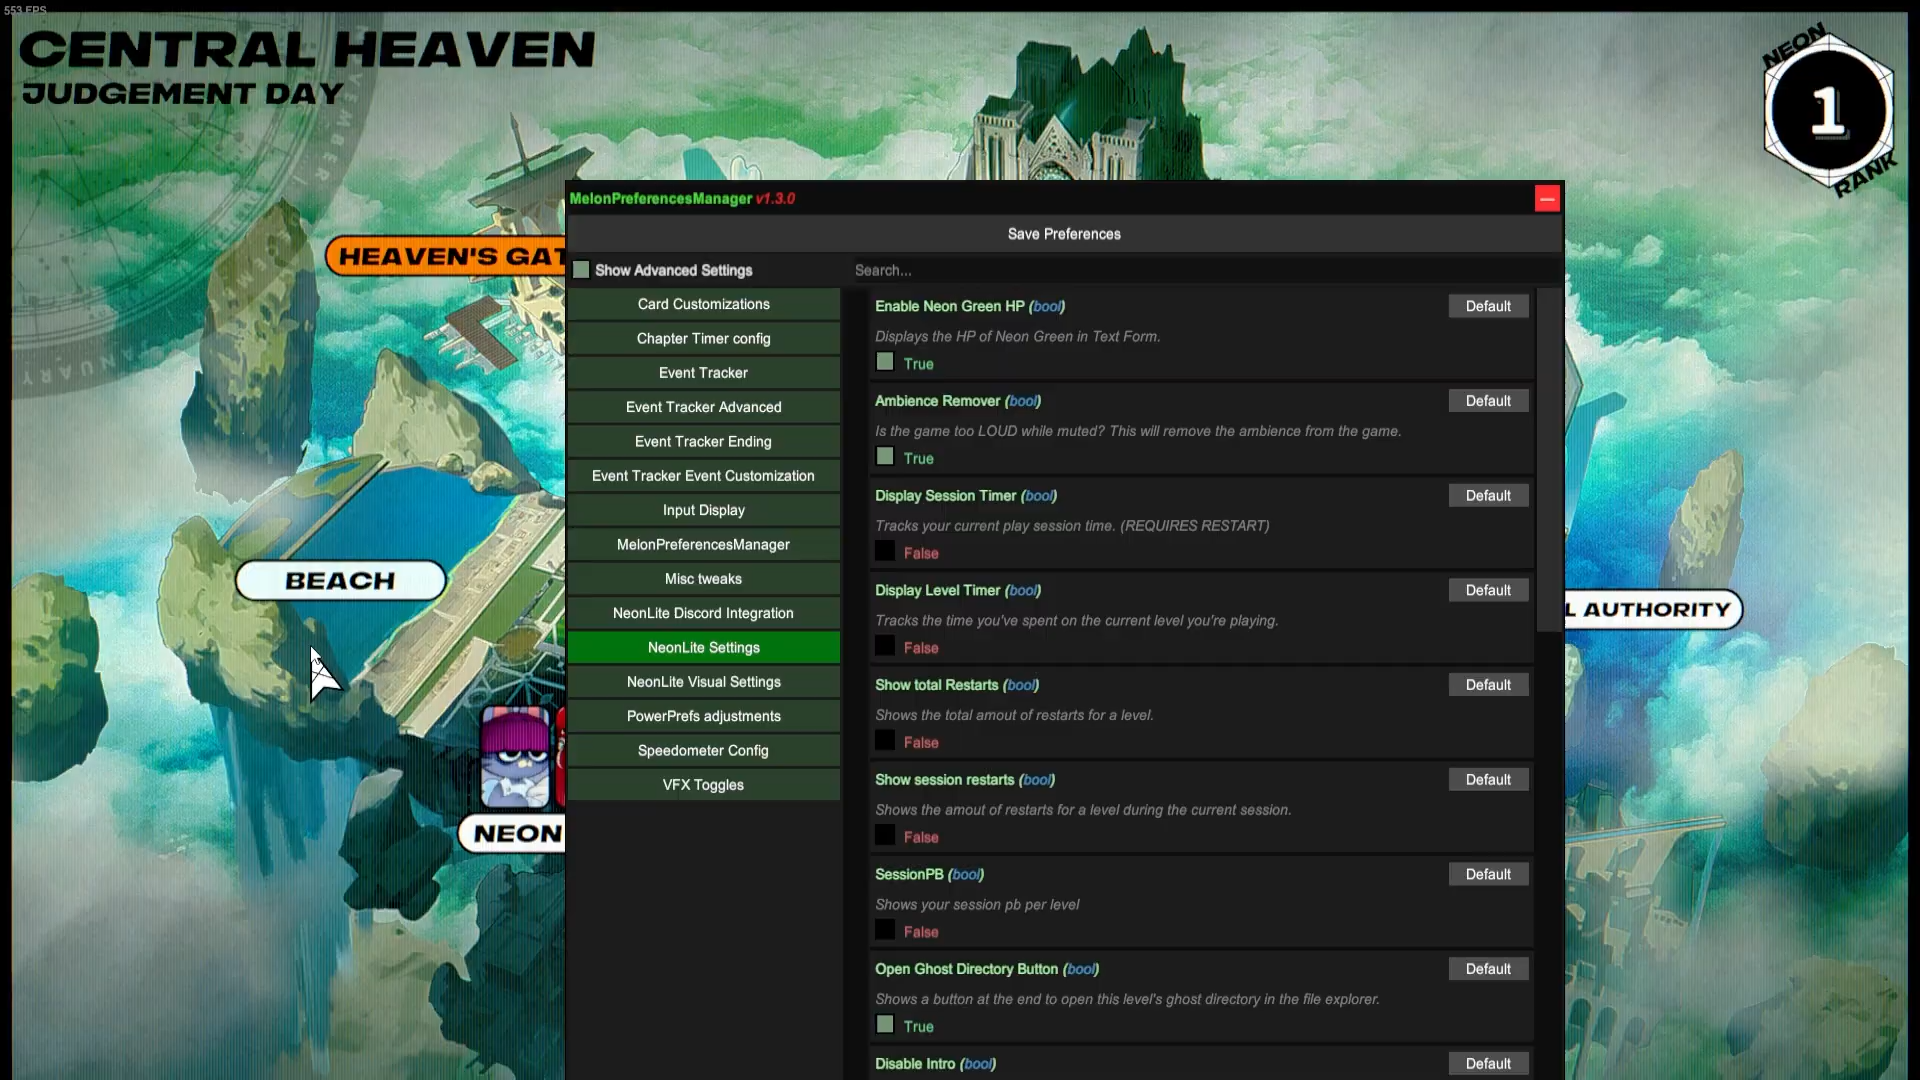 553 FPS
CENTRAL HEAVEN
JUDGEMENT DAY
NEON
1
RANK
HEAVEN'S GAT
BEACH
NEON
L AUTHORITY
NOVEMBER
JANUARY
MelonPreferencesManager v1.3.0
Save Preferences
Show Advanced Settings
Search...
Card Customizations
Chapter Timer config
Event Tracker
Event Tracker Advanced
Event Tracker Ending
Event Tracker Event Customization
Input Display
MelonPreferencesManager
Misc tweaks
NeonLite Discord Integration
NeonLite Settings
NeonLite Visual Settings
PowerPrefs adjustments
Speedometer Config
VFX Toggles
Enable Neon Green HP (bool)
Default
Displays the HP of Neon Green in Text Form.
True
Ambience Remover (bool)
Default
Is the game too LOUD while muted? This will remove the ambience from the game.
True
Display Session Timer (bool)
Default
Tracks your current play session time. (REQUIRES RESTART)
False
Display Level Timer (bool)
Default
Tracks the time you've spent on the current level you're playing.
False
Show total Restarts (bool)
Default
Shows the total amout of restarts for a level.
False
Show session restarts (bool)
Default
Shows the amout of restarts for a level during the current session.
False
SessionPB (bool)
Default
Shows your session pb per level
False
Open Ghost Directory Button (bool)
Default
Shows a button at the end to open this level's ghost directory in the file explorer.
True
Disable Intro (bool)
Default